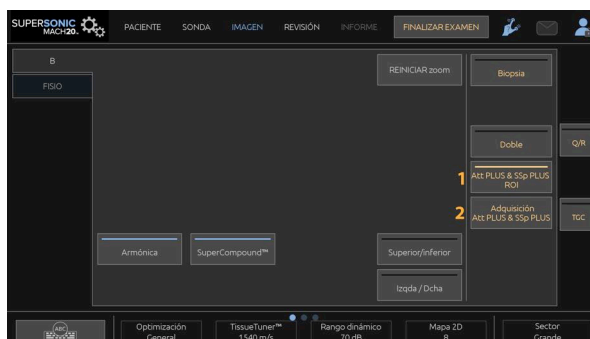 SUPERSONIC
MACH20.
PACIENTE SONDA IMAGEN REVISIÓN INFORME FINALIZAR EXAMEN
B
FISIO
REINICIAR zoom
Biopsia
Doble
Q/R
1 Att PLUS & SSp PLUS
ROI
2 Adquisición
Att PLUS & SSp PLUS
TGC
Armónica SuperCompound™ Superior/inferior
Izqda / Dcha
ABC
Optimización TissueTuner™ Rango dinámico Mapa 2D Sector
General 1540 m/s 70 dB 8 Grande